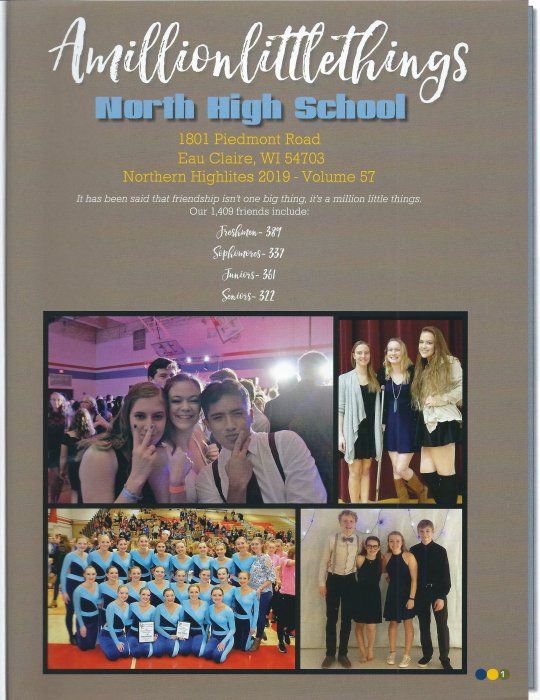 Amillionlittlethings
North High School
1801 Piedmont Road
Eau Claire, WI 54703
Northern Highlites 2019 - Volume 57
It has been said that friendship isn't one big thing, it's a million little things.
Our 1,409 friends include:
Freshmen- 389
Sophomores- 337
Juniors- 361
Seniors- 322
1